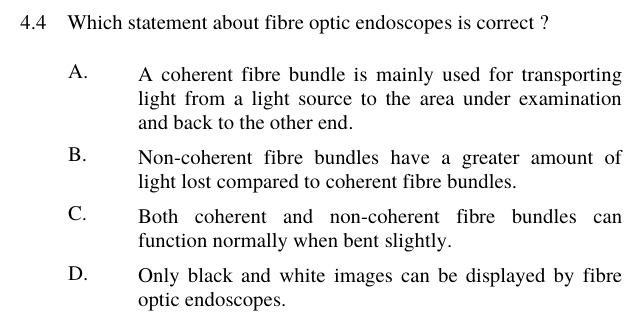 4.4 Which statement about fibre optic endoscopes is correct ?
A. A coherent fibre bundle is mainly used for transporting
light from a light source to the area under examination
and back to the other end.
B. Non-coherent fibre bundles have a greater amount of
light lost compared to coherent fibre bundles.
C. Both coherent and non-coherent fibre bundles can
function normally when bent slightly.
D. Only black and white images can be displayed by fibre
optic endoscopes.